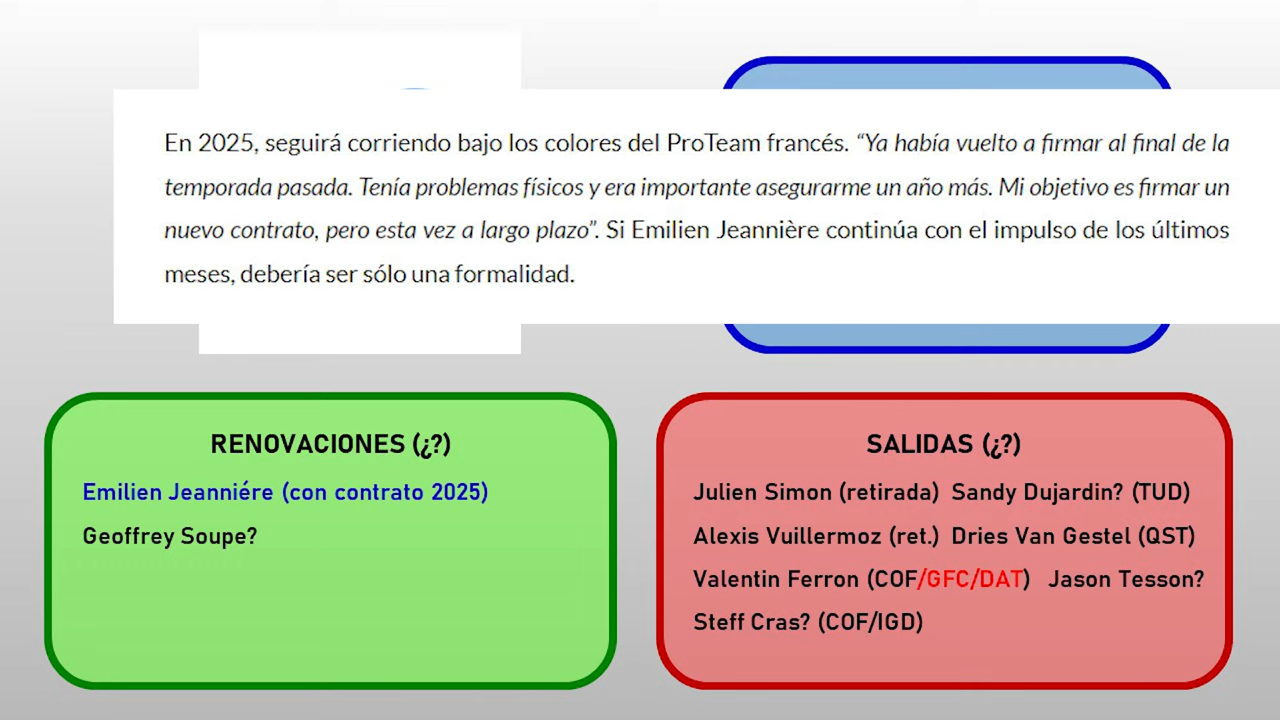 En 2025, seguirá corriendo bajo los colores del ProTeam francés. “Ya había vuelto a firmar al final de la
temporada pasada. Tenía problemas físicos y era importante asegurarme un año más. Mi objetivo es firmar un
nuevo contrato, pero esta vez a largo plazo”. Si Emilien Jeannière continúa con el impulso de los últimos
meses, debería ser sólo una formalidad.
RENOVACIONES (¿?)
Emilien Jeanniére (con contrato 2025)
Geoffrey Soupe?
SALIDAS (¿?)
Julien Simon (retirada) Sandy Dujardin? (TUD)
Alexis Vuillermoz (ret.) Dries Van Gestel (QST)
Valentin Ferron (COF/GFC/DAT) Jason Tesson?
Steff Cras? (COF/IGD)